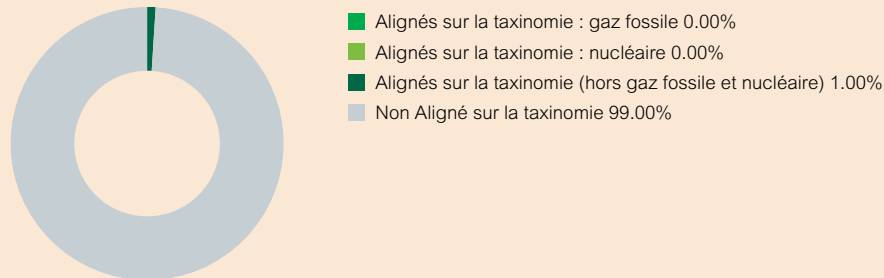 Alignés sur la taxinomie : gaz fossile 0.00%
Alignés sur la taxinomie : nucléaire 0.00%
Alignés sur la taxinomie (hors gaz fossile et nucléaire) 1.00%
Non Aligné sur la taxinomie 99.00%